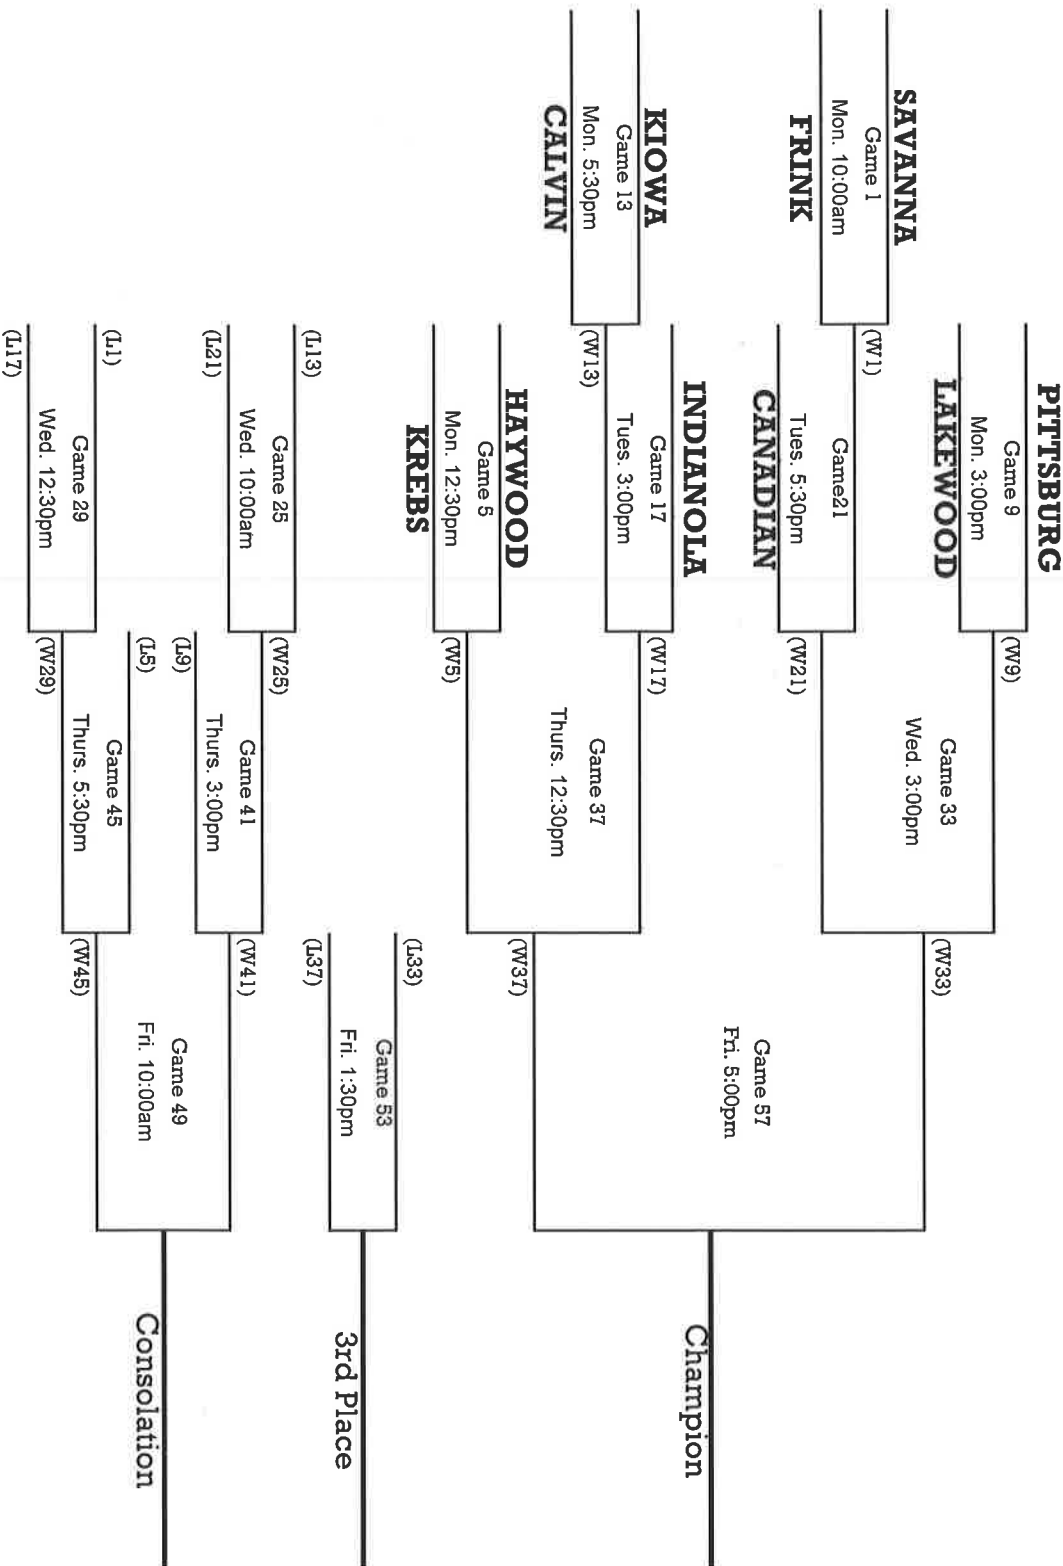 PITTSBURG
Game 9
Mon. 3:00pm
LAKEWOOD
(W9)
SAVANNA
Game 1
Mon. 10:00am
FRINK
(W1)
Game21
Tues. 5:30pm
CANADIAN
(W21)
Game 33
Wed. 3:00pm
(W33)
INDIANOLA
Game 17
Tues. 3:00pm
(W17)
KIOWA
Game 13
Mon. 5:30pm
CALVIN
(W13)
HAYWOOD
Game 5
Mon. 12:30pm
KREBS
(W5)
Game 37
Thurs. 12:30pm
(W37)
Game 57
Fri. 5:00pm
Champion
(L33)
Game 53
Fri. 1:30pm
(L37)
3rd Place
(L13)
Game 25
Wed. 10:00am
(L21)
(W25)
Game 41
Thurs. 3:00pm
(L9)
(W41)
(L1)
Game 29
Wed. 12:30pm
(L17)
(L5)
(W29)
Game 45
Thurs. 5:30pm
(W45)
Game 49
Fri. 10:00am
Consolation